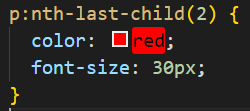 p:nth-last-child(2) {
  color: red;
  font-size: 30px;
}